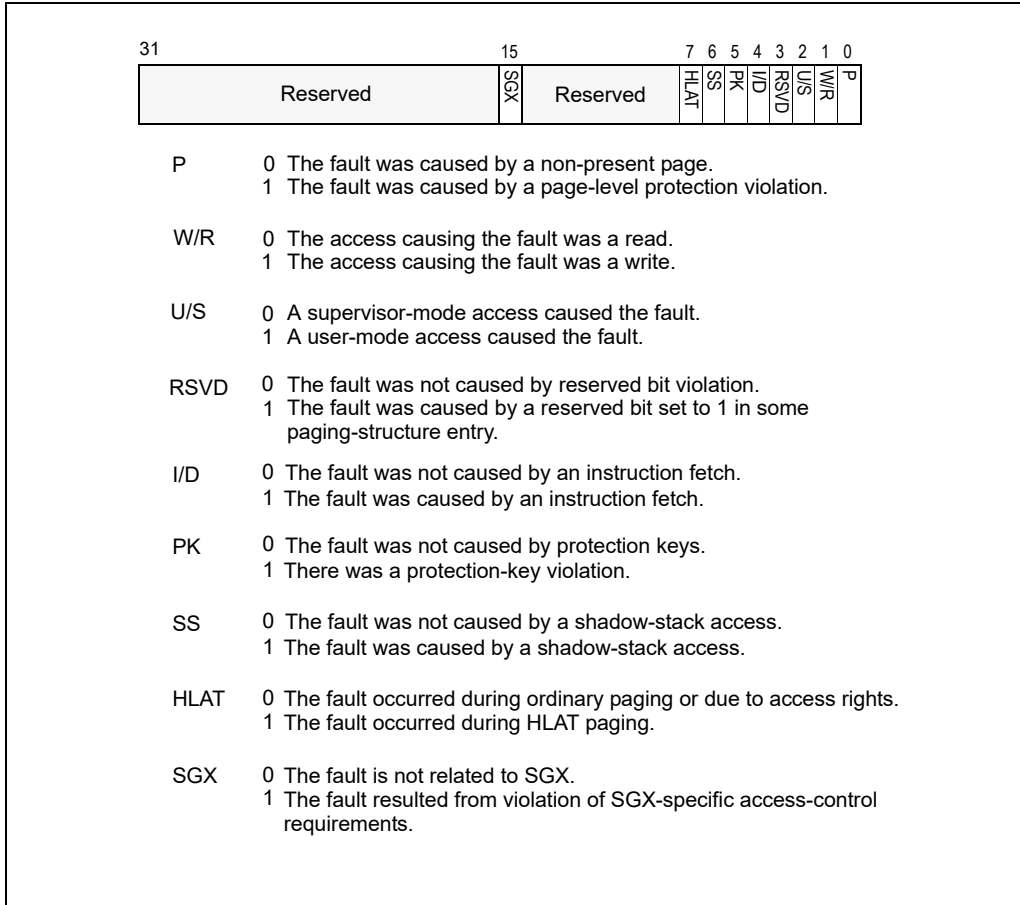 31 15 7 6 5 4 3 2 1 0
Reserved SGX Reserved HLAT SS PK I/D RSVD U/S W/R P
P 0 The fault was caused by a non-present page.
1 The fault was caused by a page-level protection violation.
W/R 0 The access causing the fault was a read.
1 The access causing the fault was a write.
U/S 0 A supervisor-mode access caused the fault.
1 A user-mode access caused the fault.
RSVD 0 The fault was not caused by reserved bit violation.
1 The fault was caused by a reserved bit set to 1 in some
paging-structure entry.
I/D 0 The fault was not caused by an instruction fetch.
1 The fault was caused by an instruction fetch.
PK 0 The fault was not caused by protection keys.
1 There was a protection-key violation.
SS 0 The fault was not caused by a shadow-stack access.
1 The fault was caused by a shadow-stack access.
HLAT 0 The fault occurred during ordinary paging or due to access rights.
1 The fault occurred during HLAT paging.
SGX 0 The fault is not related to SGX.
1 The fault resulted from violation of SGX-specific access-control
requirements.